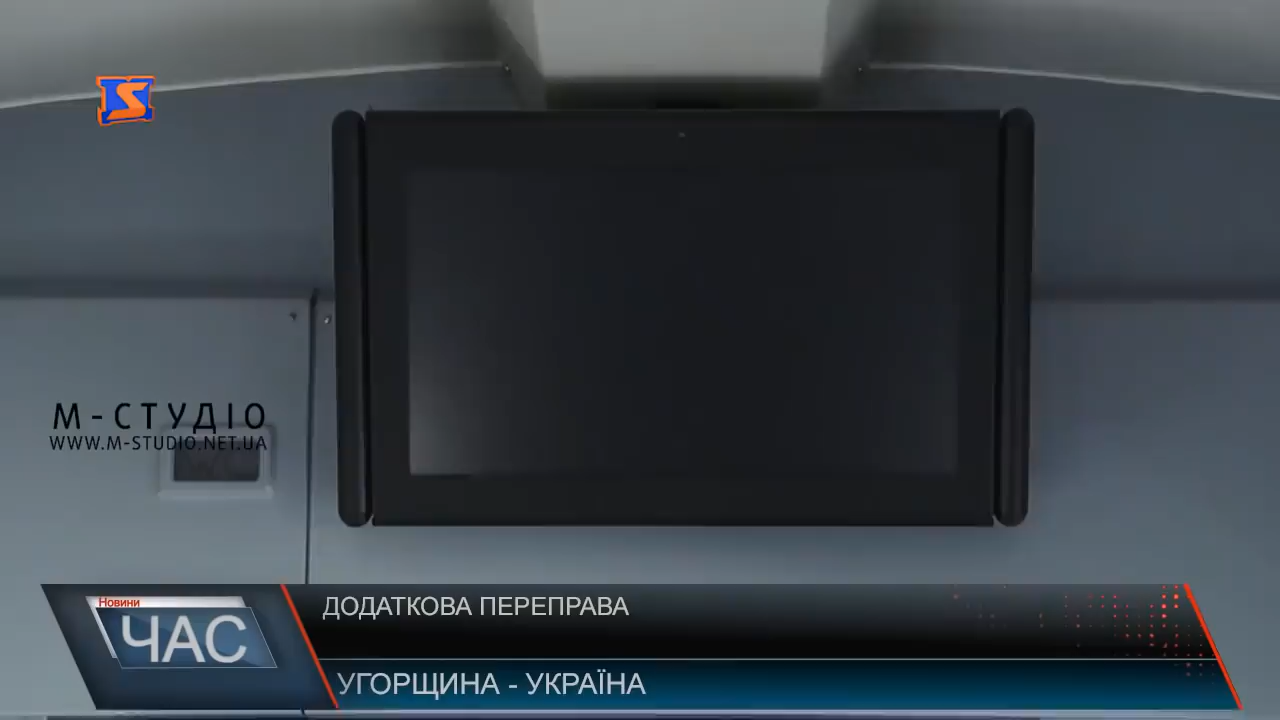 М-СТУДІО
WWW.M-STUDIO.NET.UA
Новини
ЧАС
ДОДАТКОВА ПЕРЕПРАВА
УГОРЩИНА - УКРАЇНА